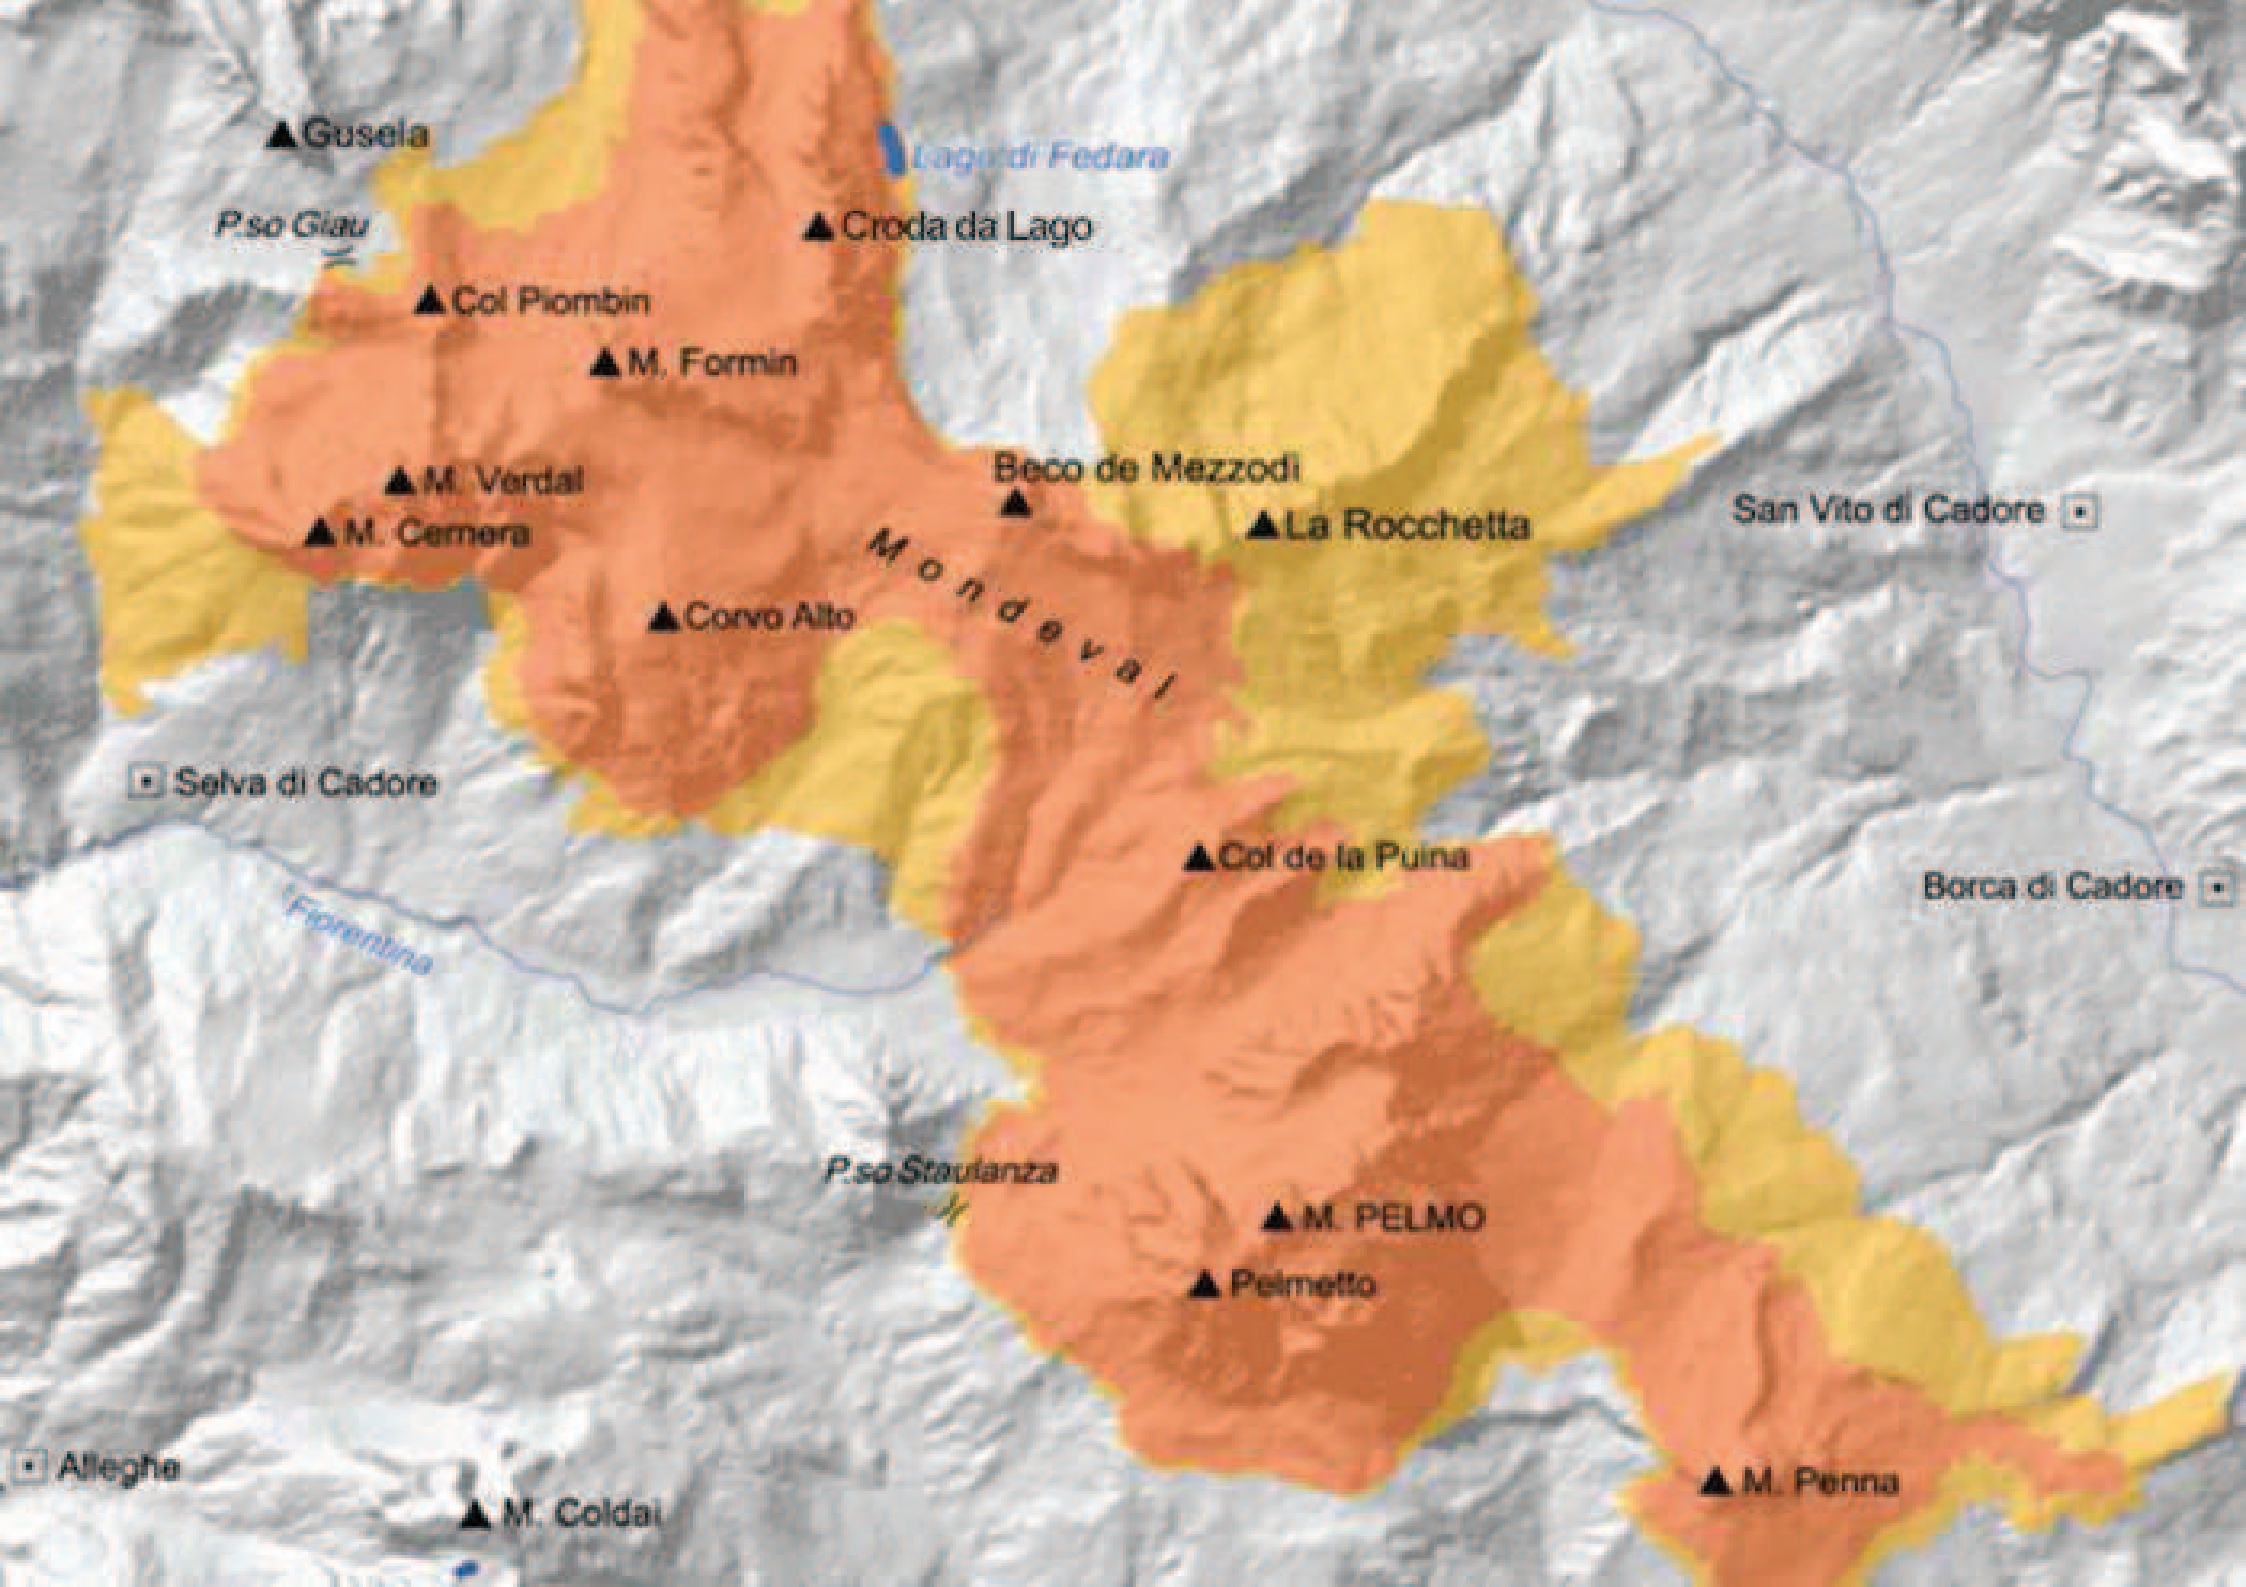 Gusela
Lago di Fedara
P.so Giau
Croda da Lago
Col Piombin
M. Formin
Beco de Mezzodì
M. Verdal
San Vito di Cadore
La Rocchetta
M. Cernera
Mondeval
Corvo Alto
Selva di Cadore
Col de la Puina
Borca di Cadore
Fiorentina
P.so Staulanza
M. PELMO
Pelmetto
Alleghe
M. Penna
M. Coldai